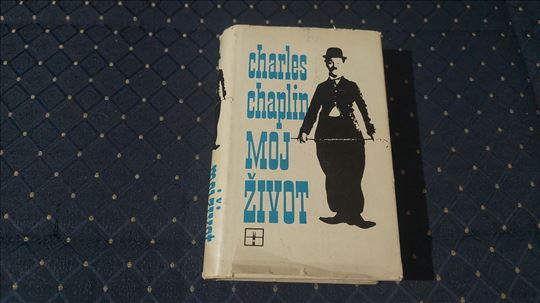 charles
chaplin
MOJ
ŽIVOT